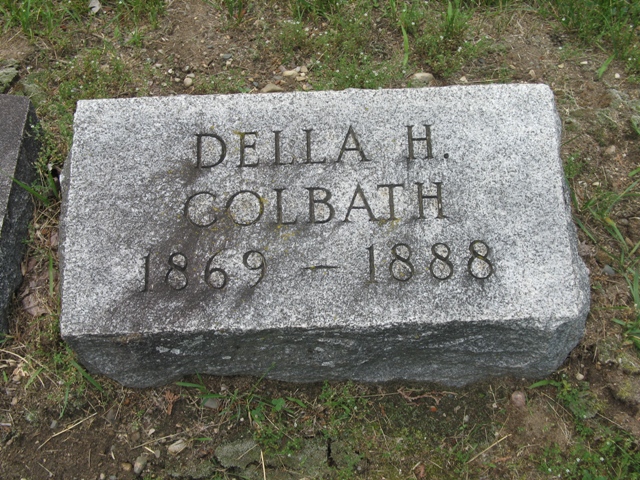 DELLA H.
COLBATH
1869 – 1888